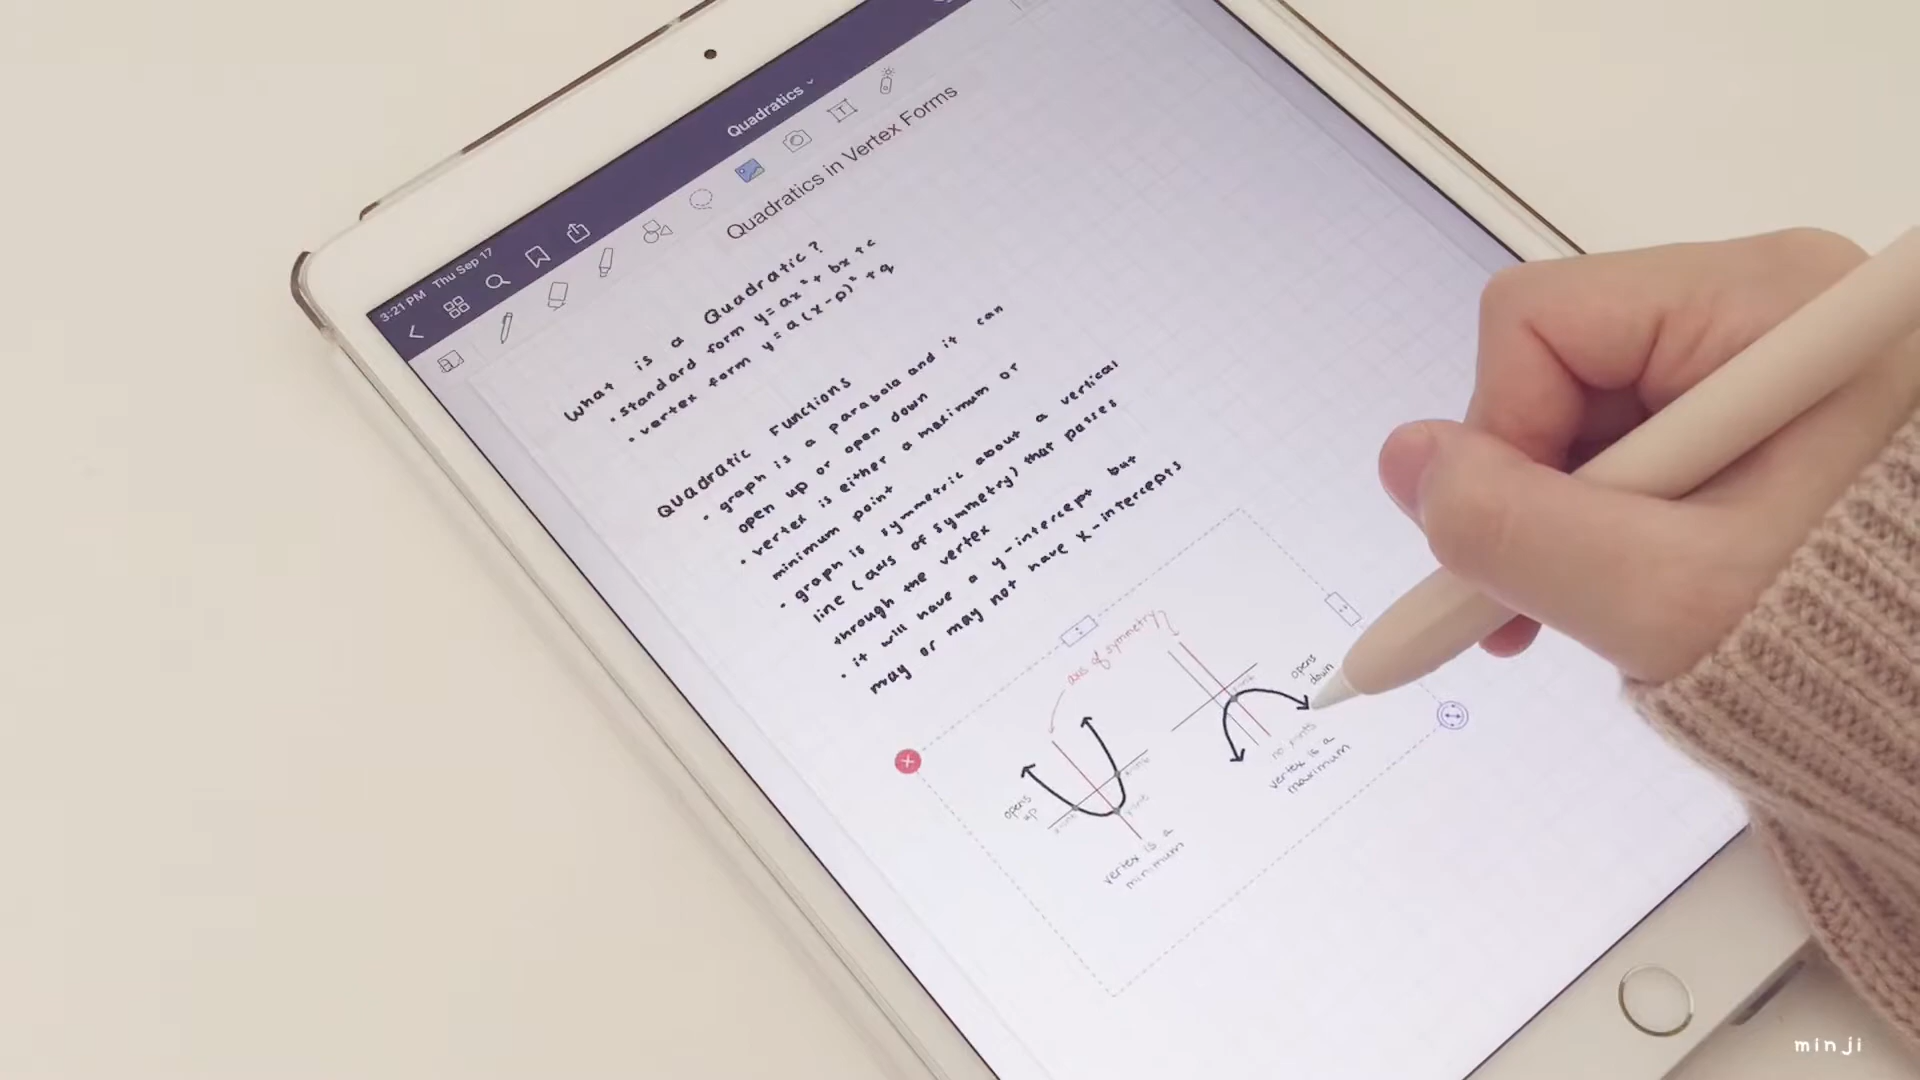 3:21 PM Thu Sep 17
Quadratics
Quadratics in Vertex Forms
What is a Quadratic?
• standard form y = ax² + bx + c
• vertex form y = a(x-p)² + q
Quadratic Functions
• graph is a parabola and it can
open up or open down
• vertex is either a maximum or
minimum point
• graph is symmetric about a vertical
line (axis of symmetry) that passes
through the vertex
• it will have a y-intercept but
may or may not have x-intercepts
axis of symmetry
opens
down
vertex is a
maximum
opens
up
x-int
y-int
vertex is a
minimum
minji